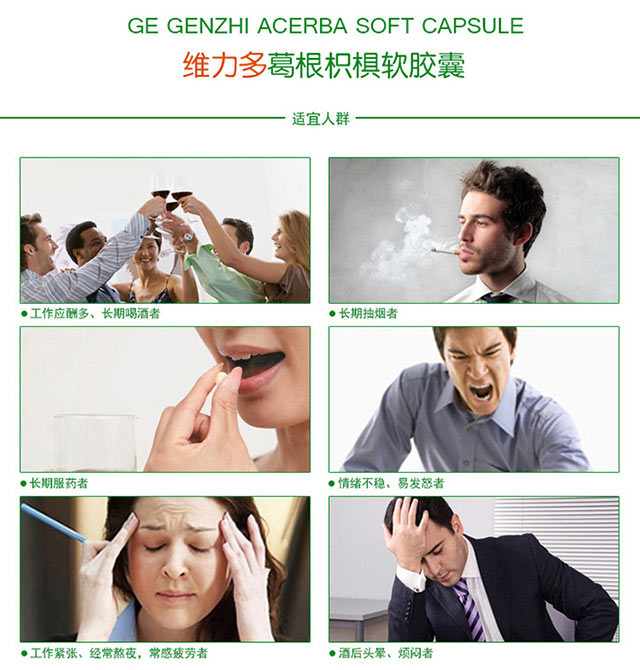 GE GENZHI ACERBA SOFT CAPSULE
维力多葛根枳椇软胶囊
适宜人群
●工作应酬多、长期喝酒者
●长期抽烟者
●长期服药者
●情绪不稳、易发怒者
●工作紧张、经常熬夜，常感疲劳者
●酒后头晕、烦闷者